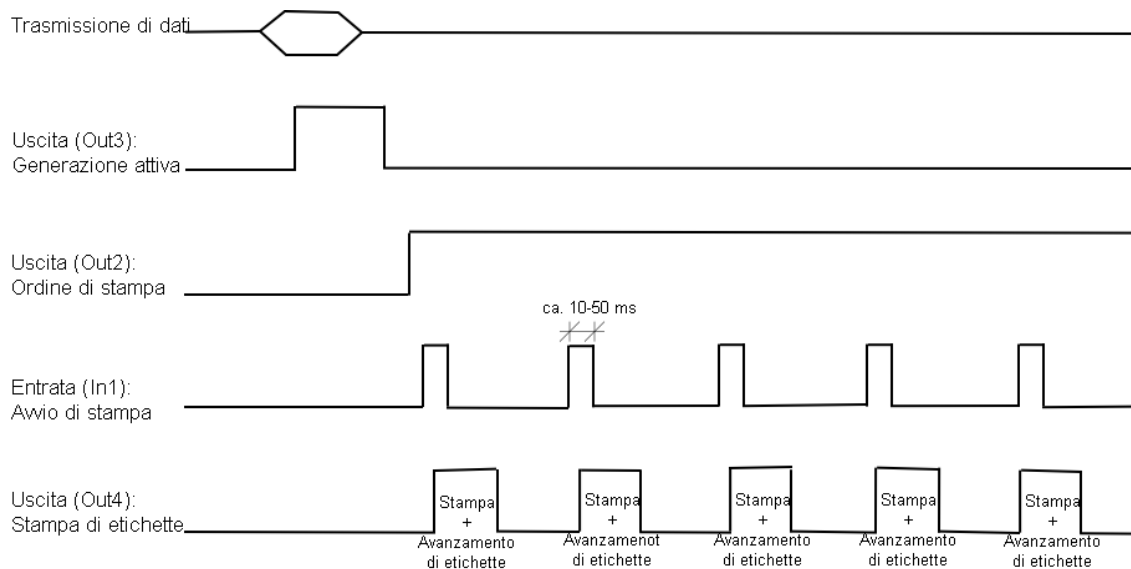 Trasmissione di dati
Uscita (Out3):
Generazione attiva
Uscita (Out2):
Ordine di stampa
ca. 10-50 ms
Entrata (In1):
Avvio di stampa
Uscita (Out4):
Stampa di etichette
Stampa
+
Avanzamento
di etichette
Stampa
+
Avanzamenot
di etichette
Stampa
+
Avanzamento
di etichette
Stampa
+
Avanzamento
di etichette
Stampa
+
Avanzamento
di etichette